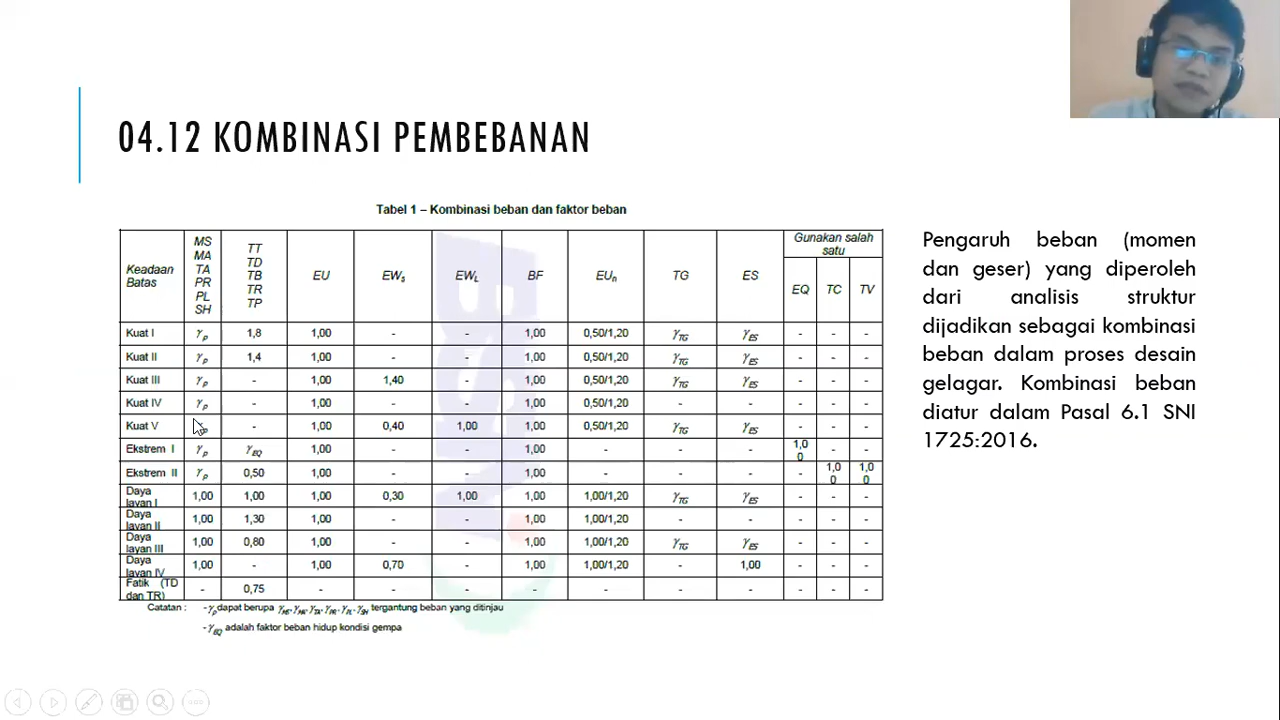 04.12 KOMBINASI PEMBEBANAN
Tabel 1 – Kombinasi beban dan faktor beban
Keadaan Batas | MS MA TA PR PL SH | TT TD TB TR TP | EU | EWs | EWL | BF | EUn | TG | ES | Gunakan salah satu
EQ | TC | TV
Kuat I | γp | 1,8 | 1,00 | - | - | 1,00 | 0,50/1,20 | γTG | γES | - | - | -
Kuat II | γp | 1,4 | 1,00 | - | - | 1,00 | 0,50/1,20 | γTG | γES | - | - | -
Kuat III | γp | - | 1,00 | 1,40 | - | 1,00 | 0,50/1,20 | γTG | γES | - | - | -
Kuat IV | γp | - | 1,00 | - | - | 1,00 | 0,50/1,20 | - | - | - | - | -
Kuat V | γp | - | 1,00 | 0,40 | 1,00 | 1,00 | 0,50/1,20 | γTG | γES | - | - | -
Ekstrem I | γp | γEQ | 1,00 | - | - | 1,00 | - | - | - | 1,00 | - | -
Ekstrem II | γp | 0,50 | 1,00 | - | - | 1,00 | - | - | - | - | 1,00 | 1,00
Daya layan I | 1,00 | 1,00 | 1,00 | 0,30 | 1,00 | 1,00 | 1,00/1,20 | γTG | γES | - | - | -
Daya layan II | 1,00 | 1,30 | 1,00 | - | - | 1,00 | 1,00/1,20 | - | - | - | - | -
Daya layan III | 1,00 | 0,80 | 1,00 | - | - | 1,00 | 1,00/1,20 | γTG | γES | - | - | -
Daya layan IV | 1,00 | - | 1,00 | 0,70 | - | 1,00 | 1,00/1,20 | - | 1,00 | - | - | -
Fatik (TD dan TR) | - | 0,75 | - | - | - | - | - | - | - | - | - | -
Catatan : - γp dapat berupa γMS, γMA, γTA, γPR, γPL, γSH tergantung beban yang ditinjau
- γEQ adalah faktor beban hidup kondisi gempa
Pengaruh beban (momen
dan geser) yang diperoleh
dari analisis struktur
dijadikan sebagai kombinasi
beban dalam proses desain
gelagar. Kombinasi beban
diatur dalam Pasal 6.1 SNI
1725:2016.